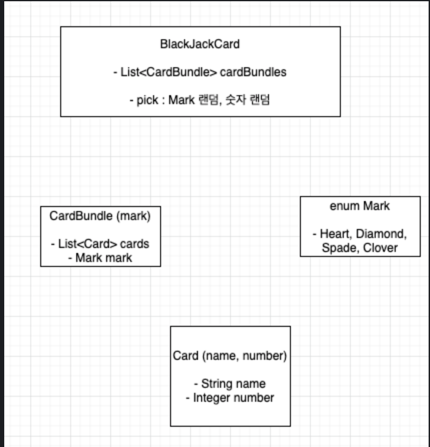 BlackJackCard
- List<CardBundle> cardBundles
- pick : Mark 랜덤, 숫자 랜덤
CardBundle (mark)
- List<Card> cards
- Mark mark
enum Mark
- Heart, Diamond,
Spade, Clover
Card (name, number)
- String name
- Integer number